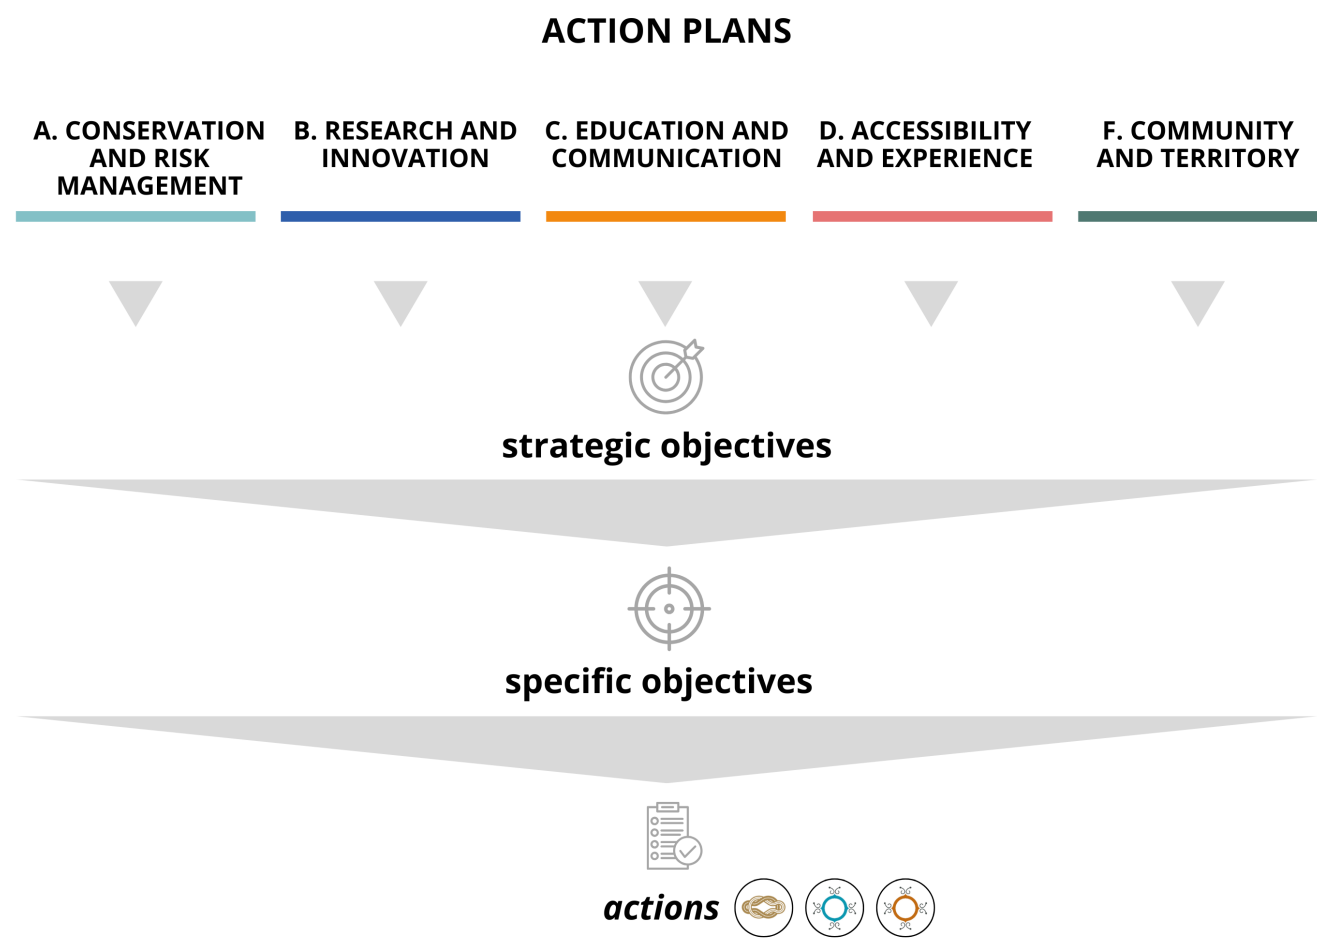 ACTION PLANS
A. CONSERVATION
AND RISK
MANAGEMENT
B. RESEARCH AND
INNOVATION
C. EDUCATION AND
COMMUNICATION
D. ACCESSIBILITY
AND EXPERIENCE
F. COMMUNITY
AND TERRITORY
strategic objectives
specific objectives
actions